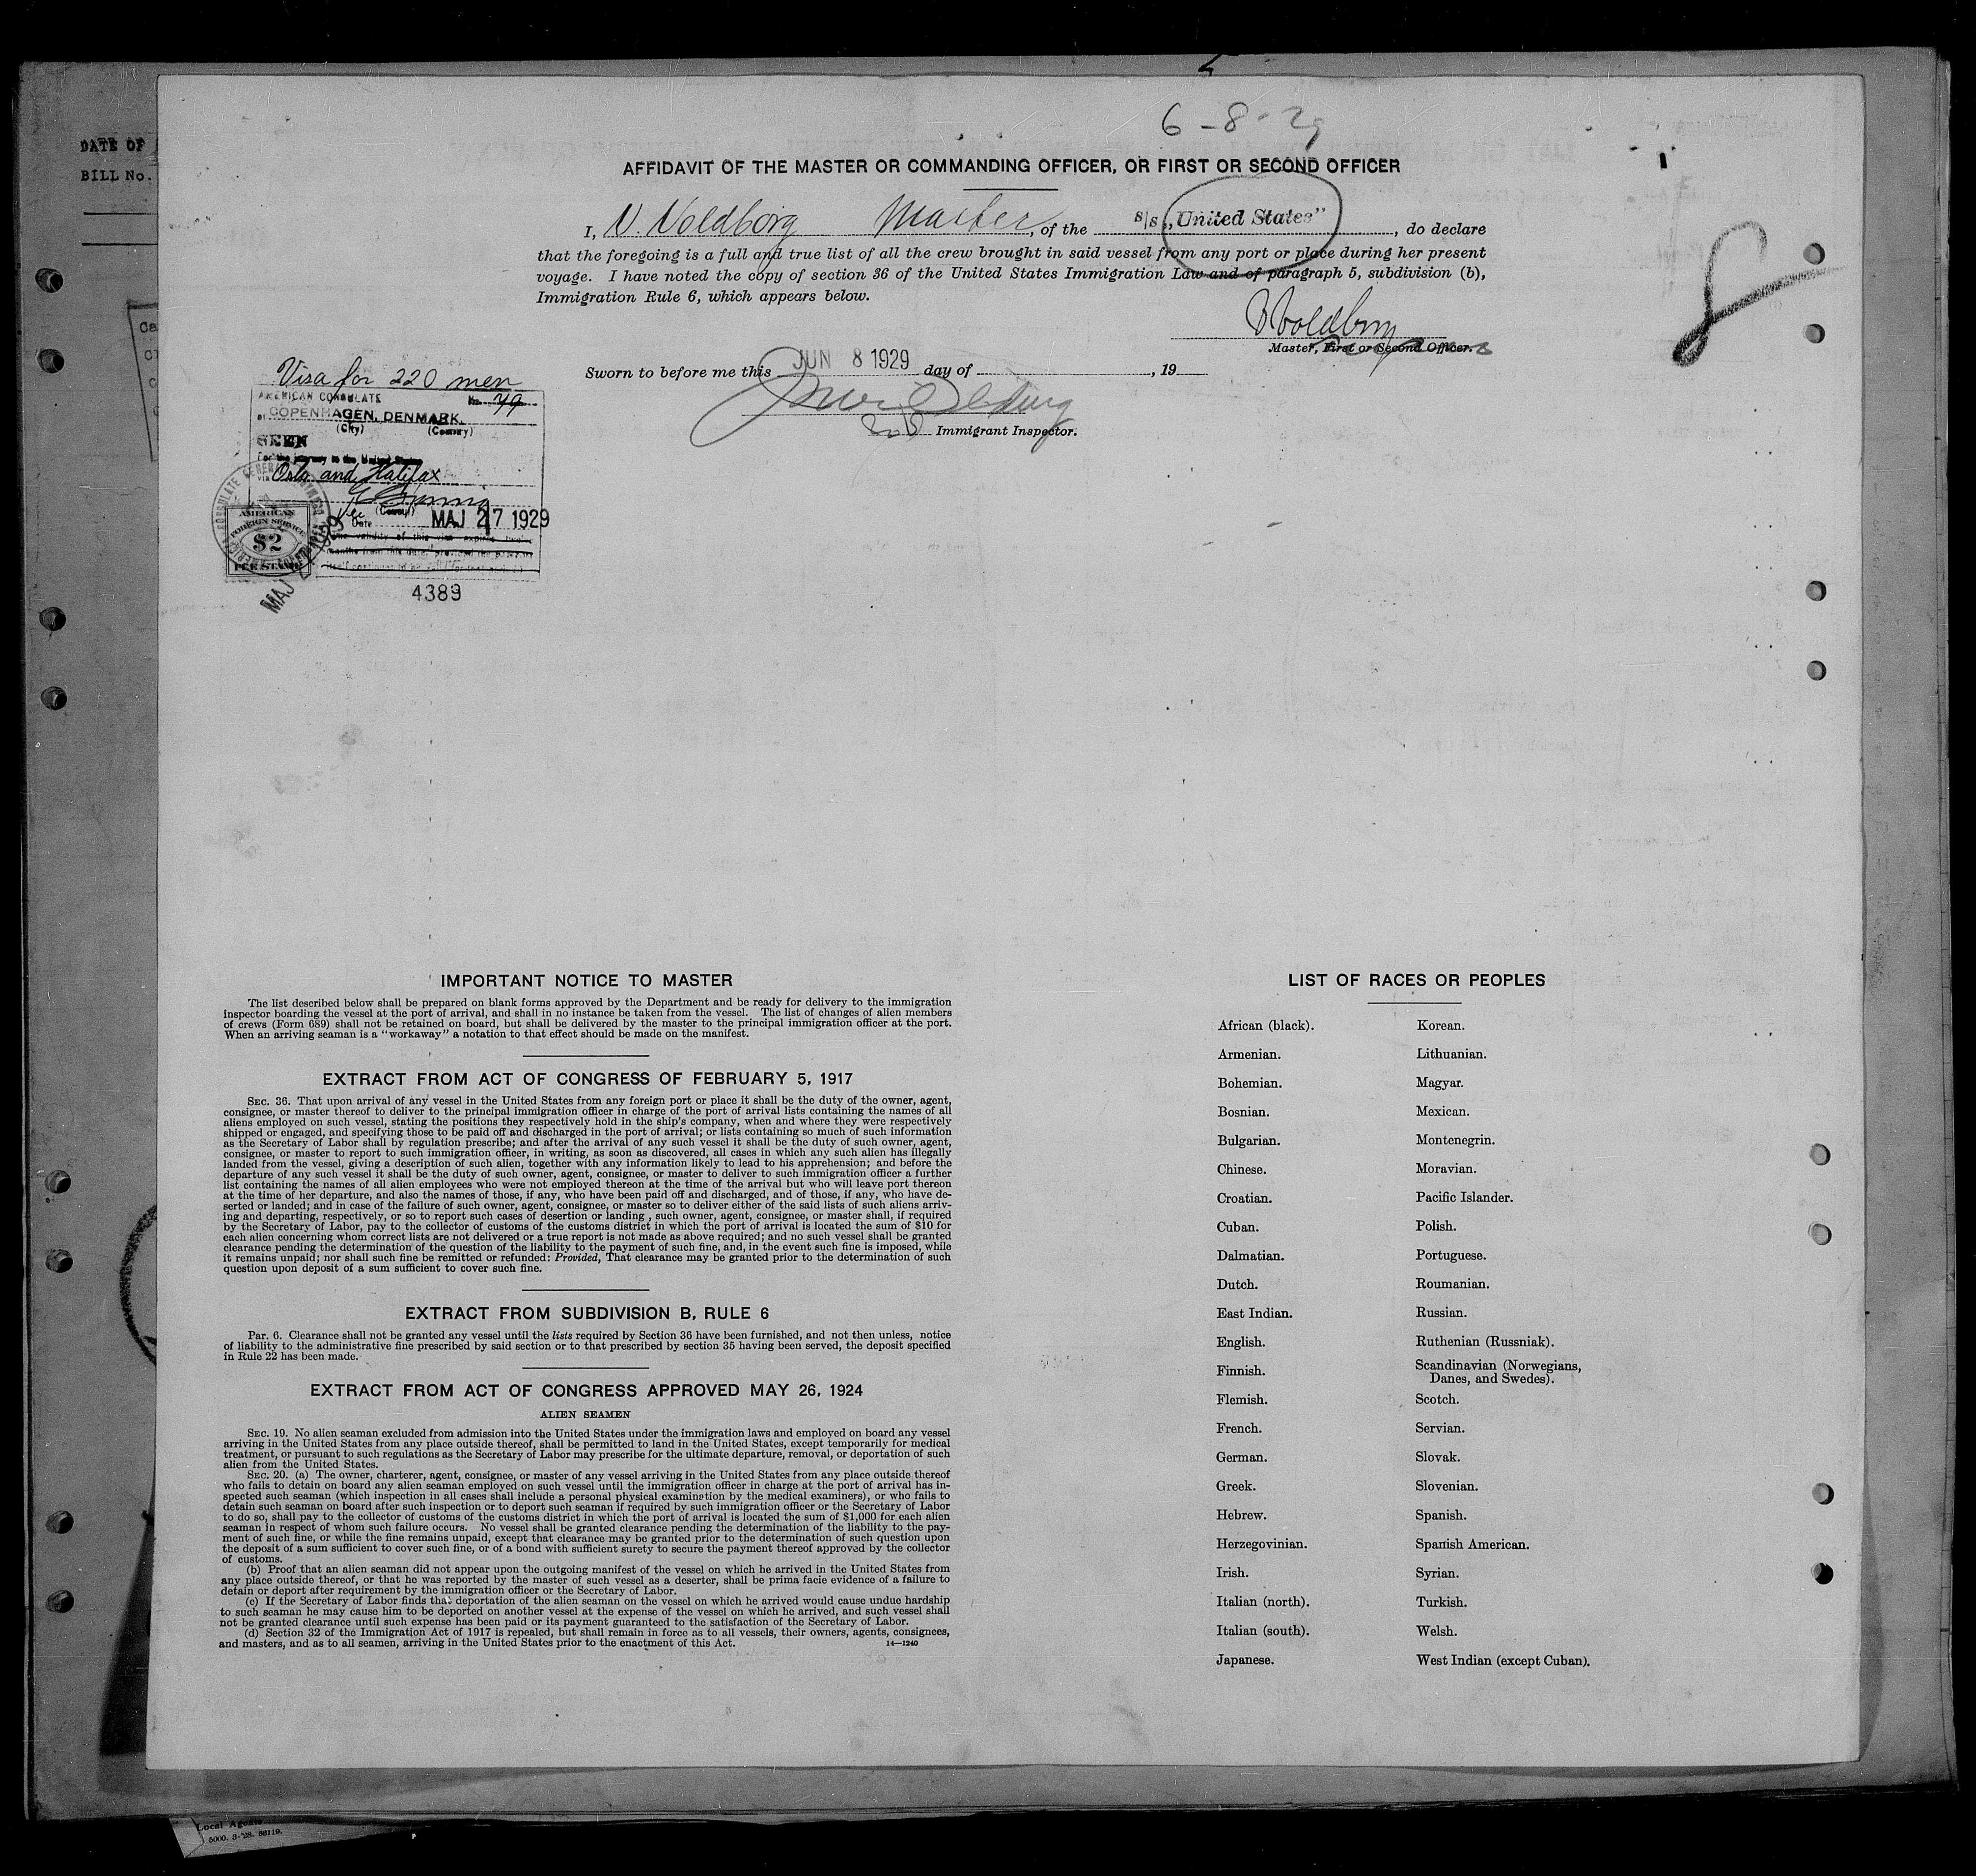 6-8-29
DATE OF
BILL No.
AFFIDAVIT OF THE MASTER OR COMMANDING OFFICER, OR FIRST OR SECOND OFFICER
I, V. Voldborg Master, of the s/s „United States”, do declare
that the foregoing is a full and true list of all the crew brought in said vessel from any port or place during her present
voyage. I have noted the copy of section 36 of the United States Immigration Law and of paragraph 5, subdivision (b),
Immigration Rule 6, which appears below.
8
Voldborg
Master, First or Second Officer.
Sworn to before me this JUN 8 1929 day of , 19
Immigrant Inspector.
Visa for 220 men
AMERICAN CONSULATE No. 49
at COPENHAGEN, DENMARK.
(City) (Country)
SEEN
For the journey to the United States
VIA Oslo and Halifax
(Consul)
Date MAJ 27 1929
AMERICAN
FOREIGN SERVICE
$2
FEE STAMP
MAJ
4389
IMPORTANT NOTICE TO MASTER
The list described below shall be prepared on blank forms approved by the Department and be ready for delivery to the immigration
inspector boarding the vessel at the port of arrival, and shall in no instance be taken from the vessel. The list of changes of alien members
of crews (Form 689) shall not be retained on board, but shall be delivered by the master to the principal immigration officer at the port.
When an arriving seaman is a "workaway" a notation to that effect should be made on the manifest.
EXTRACT FROM ACT OF CONGRESS OF FEBRUARY 5, 1917
SEC. 36. That upon arrival of any vessel in the United States from any foreign port or place it shall be the duty of the owner, agent,
consignee, or master thereof to deliver to the principal immigration officer in charge of the port of arrival lists containing the names of all
aliens employed on such vessel, stating the positions they respectively hold in the ship's company, when and where they were respectively
shipped or engaged, and specifying those to be paid off and discharged in the port of arrival; or lists containing so much of such information
as the Secretary of Labor shall by regulation prescribe; and after the arrival of any such vessel it shall be the duty of such owner, agent,
consignee, or master to report to such immigration officer, in writing, as soon as discovered, all cases in which any such alien has illegally
landed from the vessel, giving a description of such alien, together with any information likely to lead to his apprehension; and before the
departure of any such vessel it shall be the duty of such owner, agent, consignee, or master to deliver to such immigration officer a further
list containing the names of all alien employees who were not employed thereon at the time of the arrival but who will leave port thereon
at the time of her departure, and also the names of those, if any, who have been paid off and discharged, and of those, if any, who have de-
serted or landed; and in case of the failure of such owner, agent, consignee, or master so to deliver either of the said lists of such aliens arriv-
ing and departing, respectively, or so to report such cases of desertion or landing, such owner, agent, consignee, or master shall, if required
by the Secretary of Labor, pay to the collector of customs of the customs district in which the port of arrival is located the sum of $10 for
each alien concerning whom correct lists are not delivered or a true report is not made as above required; and no such vessel shall be granted
clearance pending the determination of the question of the liability to the payment of such fine, and, in the event such fine is imposed, while
it remains unpaid; nor shall such fine be remitted or refunded: Provided, That clearance may be granted prior to the determination of such
question upon deposit of a sum sufficient to cover such fine.
EXTRACT FROM SUBDIVISION B, RULE 6
Par. 6. Clearance shall not be granted any vessel until the lists required by Section 36 have been furnished, and not then unless, notice
of liability to the administrative fine prescribed by said section or to that prescribed by section 35 having been served, the deposit specified
in Rule 22 has been made.
EXTRACT FROM ACT OF CONGRESS APPROVED MAY 26, 1924
ALIEN SEAMEN
SEC. 19. No alien seaman excluded from admission into the United States under the immigration laws and employed on board any vessel
arriving in the United States from any place outside thereof, shall be permitted to land in the United States, except temporarily for medical
treatment, or pursuant to such regulations as the Secretary of Labor may prescribe for the ultimate departure, removal, or deportation of such
alien from the United States.
SEC. 20. (a) The owner, charterer, agent, consignee, or master of any vessel arriving in the United States from any place outside thereof
who fails to detain on board any alien seaman employed on such vessel until the immigration officer in charge at the port of arrival has in-
spected such seaman (which inspection in all cases shall include a personal physical examination by the medical examiners), or who fails to
detain such seaman on board after such inspection or to deport such seaman if required by such immigration officer or the Secretary of Labor
to do so, shall pay to the collector of customs of the customs district in which the port of arrival is located the sum of $1,000 for each alien
seaman in respect of whom such failure occurs. No vessel shall be granted clearance pending the determination of the liability to the pay-
ment of such fine, or while the fine remains unpaid, except that clearance may be granted prior to the determination of such question upon
the deposit of a sum sufficient to cover such fine, or of a bond with sufficient surety to secure the payment thereof approved by the collector
of customs.
(b) Proof that an alien seaman did not appear upon the outgoing manifest of the vessel on which he arrived in the United States from
any place outside thereof, or that he was reported by the master of such vessel as a deserter, shall be prima facie evidence of a failure to
detain or deport after requirement by the immigration officer or the Secretary of Labor.
(c) If the Secretary of Labor finds that deportation of the alien seaman on the vessel on which he arrived would cause undue hardship
to such seaman he may cause him to be deported on another vessel at the expense of the vessel on which he arrived, and such vessel shall
not be granted clearance until such expense has been paid or its payment guaranteed to the satisfaction of the Secretary of Labor.
(d) Section 32 of the Immigration Act of 1917 is repealed, but shall remain in force as to all vessels, their owners, agents, consignees,
and masters, and as to all seamen, arriving in the United States prior to the enactment of this Act. 14—1240
LIST OF RACES OR PEOPLES
African (black). Korean.
Armenian. Lithuanian.
Bohemian. Magyar.
Bosnian. Mexican.
Bulgarian. Montenegrin.
Chinese. Moravian.
Croatian. Pacific Islander.
Cuban. Polish.
Dalmatian. Portuguese.
Dutch. Roumanian.
East Indian. Russian.
English. Ruthenian (Russniak).
Finnish. Scandinavian (Norwegians,
Danes, and Swedes).
Flemish. Scotch.
French. Servian.
German. Slovak.
Greek. Slovenian.
Hebrew. Spanish.
Herzegovinian. Spanish American.
Irish. Syrian.
Italian (north). Turkish.
Italian (south). Welsh.
Japanese. West Indian (except Cuban).
Local Agents
5000. 3-'28. 86119.